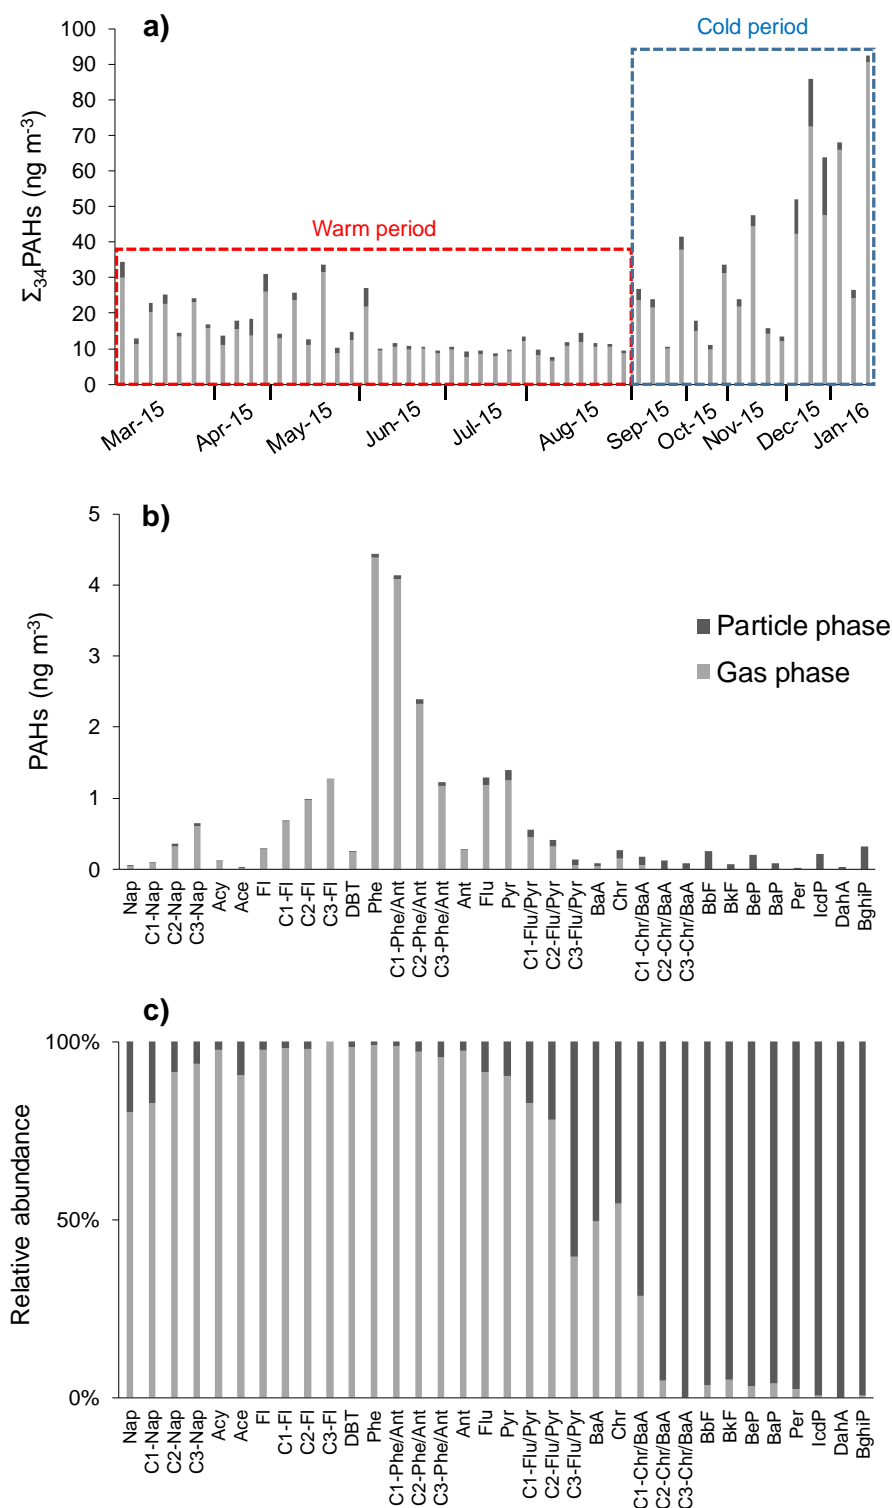 a)
Cold period
Warm period
Σ34PAHs (ng m-3)
100
90
80
70
60
50
40
30
20
10
0
Mar-15
Apr-15
May-15
Jun-15
Jul-15
Aug-15
Sep-15
Oct-15
Nov-15
Dec-15
Jan-16
b)
PAHs (ng m-3)
5
4
3
2
1
0
Particle phase
Gas phase
Nap
C1-Nap
C2-Nap
C3-Nap
Acy
Ace
Fl
C1-Fl
C2-Fl
C3-Fl
DBT
Phe
C1-Phe/Ant
C2-Phe/Ant
C3-Phe/Ant
Ant
Flu
Pyr
C1-Flu/Pyr
C2-Flu/Pyr
C3-Flu/Pyr
BaA
Chr
C1-Chr/BaA
C2-Chr/BaA
C3-Chr/BaA
BbF
BkF
BeP
BaP
Per
IcdP
DahA
BghiP
c)
Relative abundance
100%
50%
0%
Nap
C1-Nap
C2-Nap
C3-Nap
Acy
Ace
Fl
C1-Fl
C2-Fl
C3-Fl
DBT
Phe
C1-Phe/Ant
C2-Phe/Ant
C3-Phe/Ant
Ant
Flu
Pyr
C1-Flu/Pyr
C2-Flu/Pyr
C3-Flu/Pyr
BaA
Chr
C1-Chr/BaA
C2-Chr/BaA
C3-Chr/BaA
BbF
BkF
BeP
BaP
Per
IcdP
DahA
BghiP